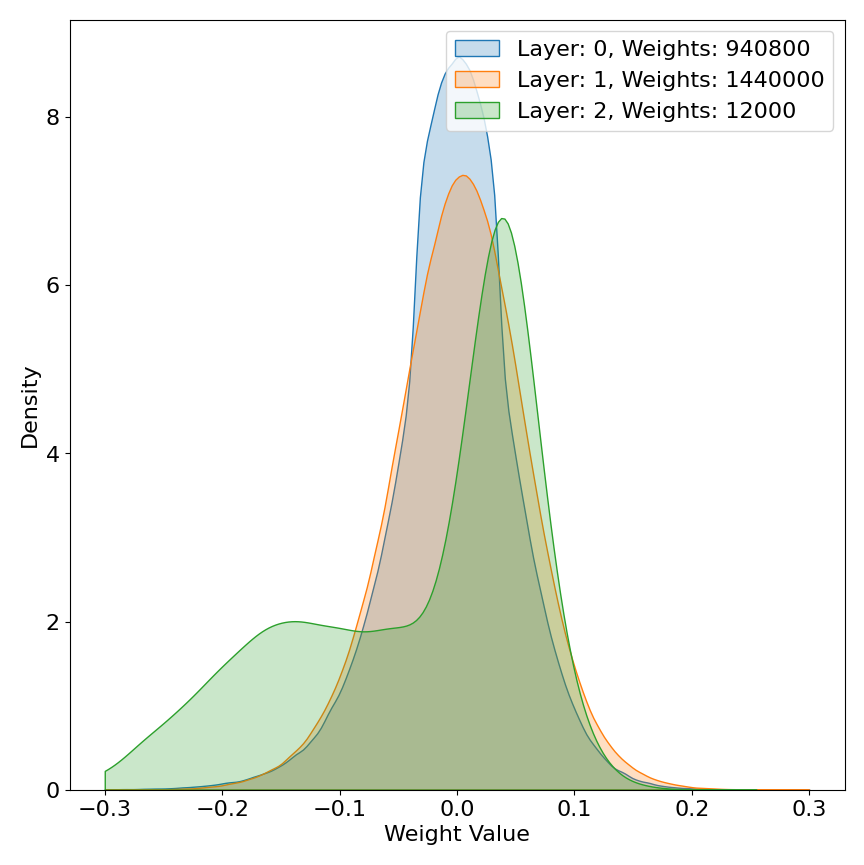 Layer: 0, Weights: 940800
Layer: 1, Weights: 1440000
Layer: 2, Weights: 12000
8
6
4
2
0
Density
−0.3 −0.2 −0.1 0.0 0.1 0.2 0.3
Weight Value